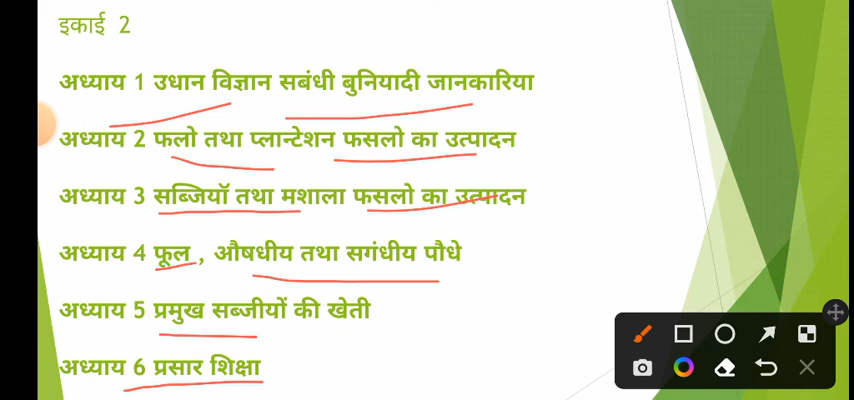 इकाई 2
अध्याय 1 उधान विज्ञान सबंधी बुनियादी जानकारिया
अध्याय 2 फलो तथा प्लान्टेशन फसलो का उत्पादन
अध्याय 3 सब्जियॉ तथा मशाला फसलो का उत्पादन
अध्याय 4 फूल , औषधीय तथा सगंधीय पौधे
अध्याय 5 प्रमुख सब्जीयों की खेती
अध्याय 6 प्रसार शिक्षा